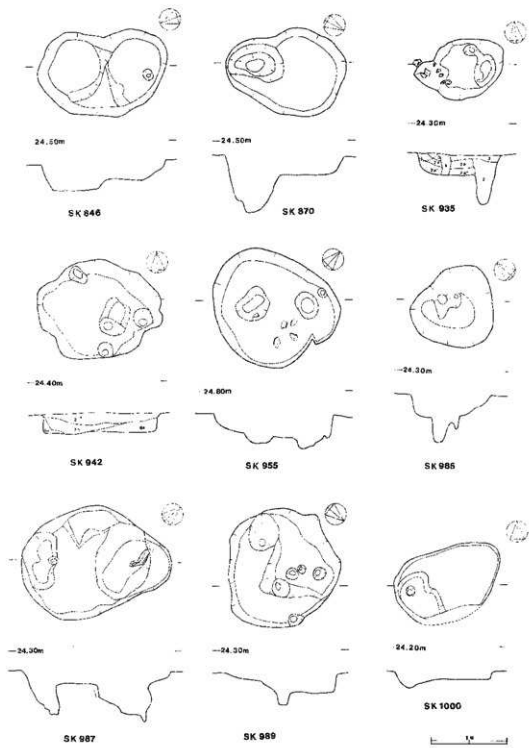 24.50m
24.50m
24.30m
SK 846
SK 870
SK 935
24.40m
24.80m
24.30m
SK 942
SK 955
SK 986
24.30m
24.30m
24.20m
SK 987
SK 989
SK 1000